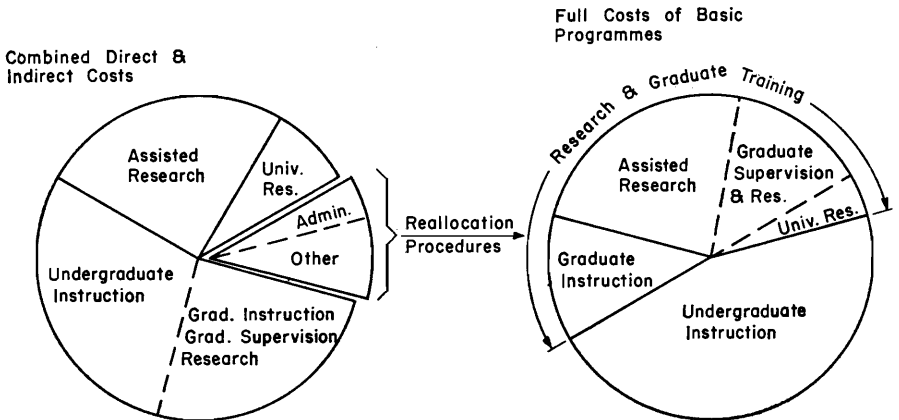 Combined Direct &
Indirect Costs
Assisted
Research
Univ.
Res.
Admin.
Other
Undergraduate
Instruction
Grad. Instruction
Grad. Supervision
Research
Reallocation
Procedures
Full Costs of Basic
Programmes
Research & Graduate Training
Assisted
Research
Graduate
Supervision
& Res.
Univ. Res.
Graduate
Instruction
Undergraduate
Instruction